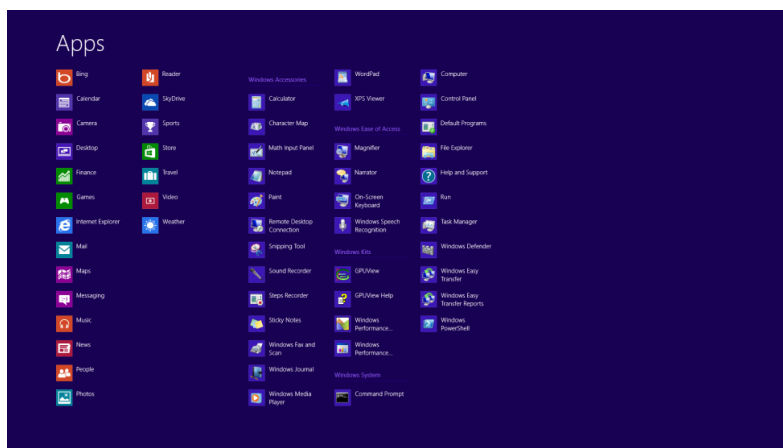 Apps
Bing
Calendar
Camera
Desktop
Finance
Games
Internet Explorer
Mail
Maps
Messaging
Music
News
People
Photos
Reader
SkyDrive
Sports
Store
Travel
Video
Weather
Windows Accessories
Calculator
Character Map
Math Input Panel
Notepad
Paint
Remote Desktop
Connection
Snipping Tool
Sound Recorder
Steps Recorder
Sticky Notes
Windows Fax and
Scan
Windows Journal
Windows Media
Player
WordPad
XPS Viewer
Windows Ease of Access
Magnifier
Narrator
On-Screen
Keyboard
Windows Speech
Recognition
Windows Kits
GPUView
GPUView Help
Windows
Performance...
Windows
Performance...
Windows System
Command Prompt
Computer
Control Panel
Default Programs
File Explorer
Help and Support
Run
Task Manager
Windows Defender
Windows Easy
Transfer
Windows Easy
Transfer Reports
Windows
PowerShell